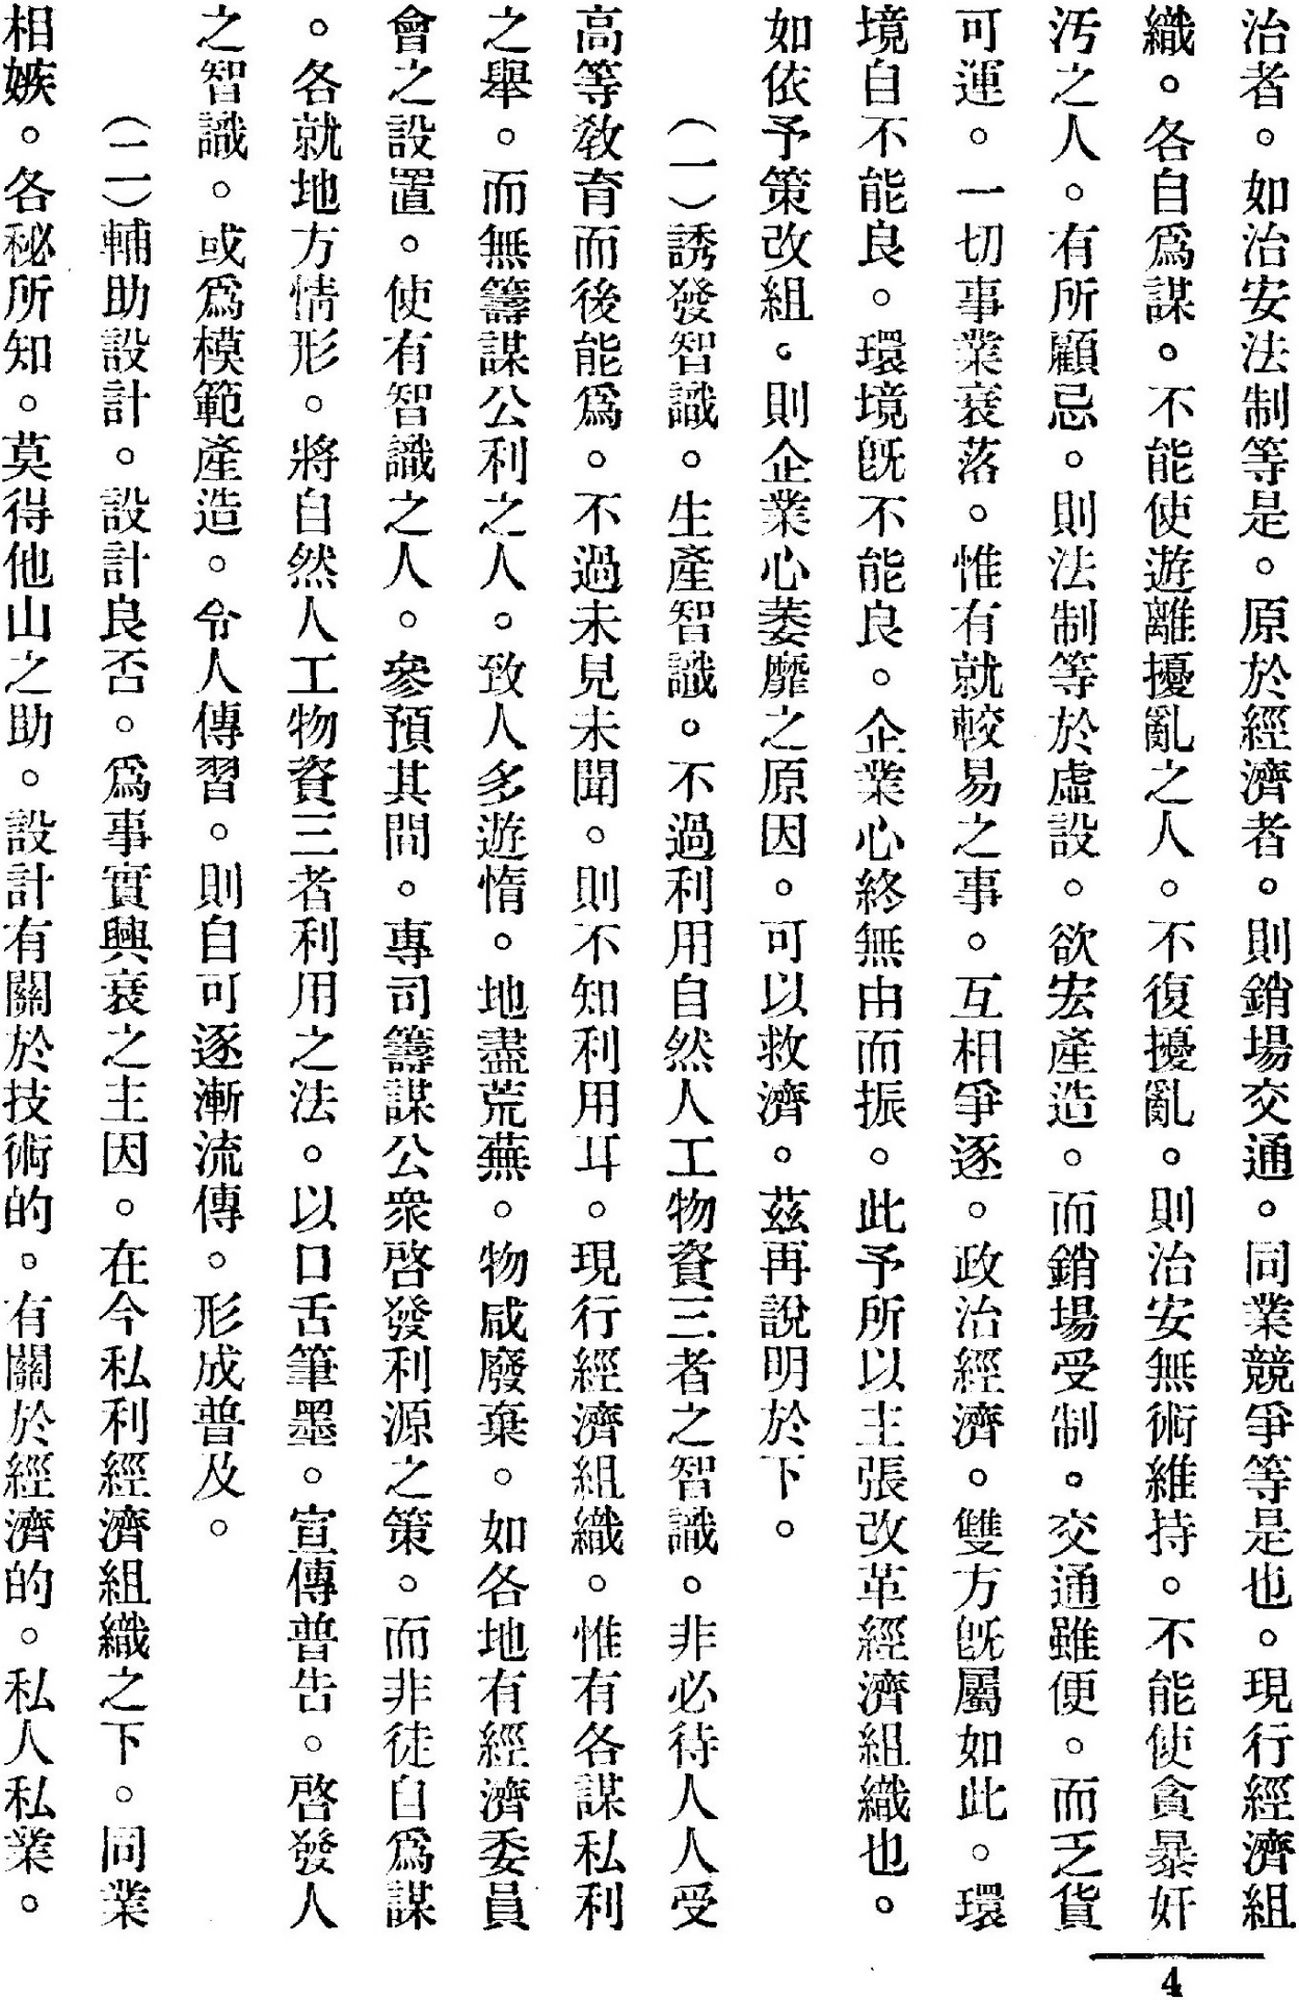 治者。如治安法制等是。原於經濟者。則銷場交通。同業競爭等是也。現行經濟組
織。各自爲謀。不能使遊離擾亂之人。不復擾亂。則治安無術維持。不能使貪暴奸
汚之人。有所顧忌。則法制等於虛設。欲宏產造。而銷場受制。交通雖便。而乏貨
可運。一切事業衰落。惟有就較易之事。互相爭逐。政治經濟。雙方旣屬如此。環
境自不能良。環境旣不能良。企業心終無由而振。此予所以主張改革經濟組織也。
如依予策改組。則企業心萎靡之原因。可以救濟。茲再說明於下。
（一）誘發智識。生產智識。不過利用自然人工物資三者之智識。非必待人人受
高等敎育而後能爲。不過未見未聞。則不知利用耳。現行經濟組織。惟有各謀私利
之舉。而無籌謀公利之人。致人多遊惰。地盡荒蕪。物咸廢棄。如各地有經濟委員
會之設置。使有智識之人。參預其間。專司籌謀公衆啓發利源之策。而非徒自爲謀
。各就地方情形。將自然人工物資三者利用之法。以口舌筆墨。宣傳普告。啓發人
之智識。或爲模範產造。令人傳習。則自可逐漸流傳。形成普及。
（二）輔助設計。設計良否。爲事實興衰之主因。在今私利經濟組織之下。同業
相嫉。各秘所知。莫得他山之助。設計有關於技術的。有關於經濟的。私人私業。
4